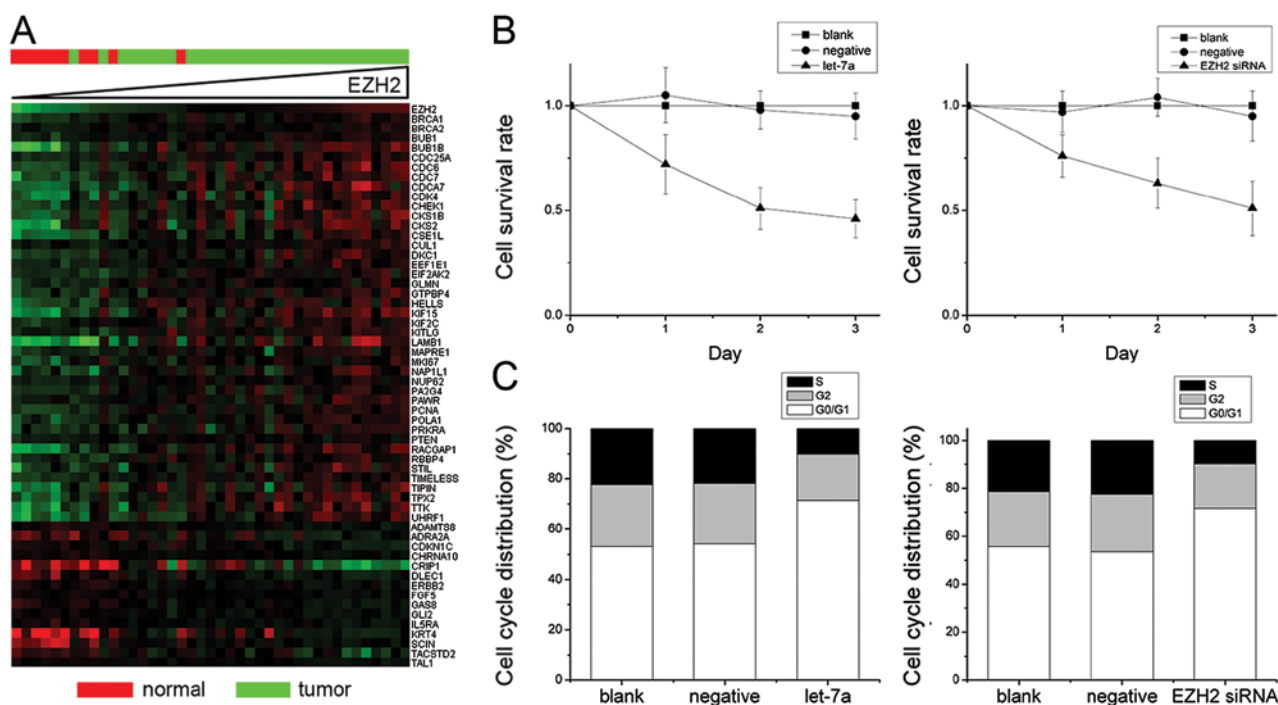 A
EZH2
EZH2
BRCA1
BRCA2
BUB1
BUB1B
CDC25A
CDC6
CDC7
CDCA7
CDK4
CHEK1
CKS1B
CKS2
CSE1L
CUL1
DKC1
EEF1E1
EIF2AK2
GLMN
GTPBP4
HELLS
KIF15
KIF2C
KITLG
LAMB1
MAPRE1
MKI67
NAP1L1
NUP62
PA2G4
PAWR
PCNA
POLA1
PRKRA
PTEN
RACGAP1
RBBP4
STIL
TIMELESS
TIPIN
TPX2
TTK
UHRF1
ADAMTS8
ADRA2A
CDKN1C
CHRNA10
CRIP1
DLEC1
ERBB2
FGF5
GAS8
GLI2
IL5RA
KRT4
SCIN
TACSTD2
TAL1
normal
tumor
B
blank
negative
let-7a
Cell survival rate
1.0
0.5
0.0
0 1 2 3
Day
blank
negative
EZH2 siRNA
Cell survival rate
1.0
0.5
0.0
0 1 2 3
Day
C
S
G2
G0/G1
Cell cycle distribution (%)
100
80
60
40
20
0
blank negative let-7a
S
G2
G0/G1
Cell cycle distribution (%)
100
80
60
40
20
0
blank negative EZH2 siRNA